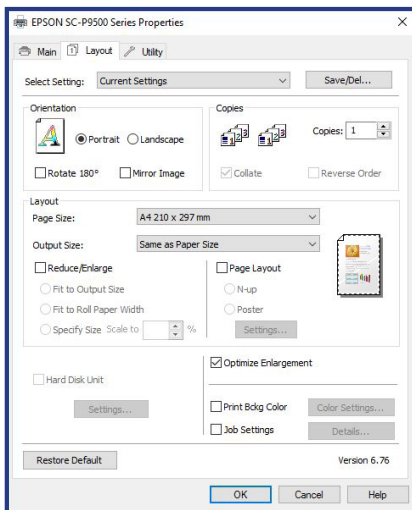 EPSON SC-P9500 Series Properties
Main Layout Utility
Select Setting: Current Settings Save/Del...
Orientation
Portrait Landscape
Rotate 180° Mirror Image
Copies
Copies: 1
Collate Reverse Order
Layout
Page Size: A4 210 x 297 mm
Output Size: Same as Paper Size
Reduce/Enlarge
Fit to Output Size
Fit to Roll Paper Width
Specify Size Scale to %
Page Layout
N-up
Poster
Settings...
Hard Disk Unit
Settings...
Optimize Enlargement
Print Bckg Color Color Settings...
Job Settings Details...
Restore Default Version 6.76
OK Cancel Help